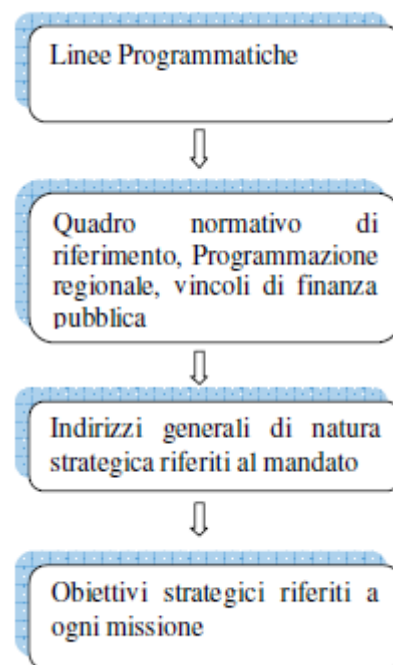 Linee Programmatiche
Quadro normativo di
riferimento, Programmazione
regionale, vincoli di finanza
pubblica
Indirizzi generali di natura
strategica riferiti al mandato
Obiettivi strategici riferiti a
ogni missione